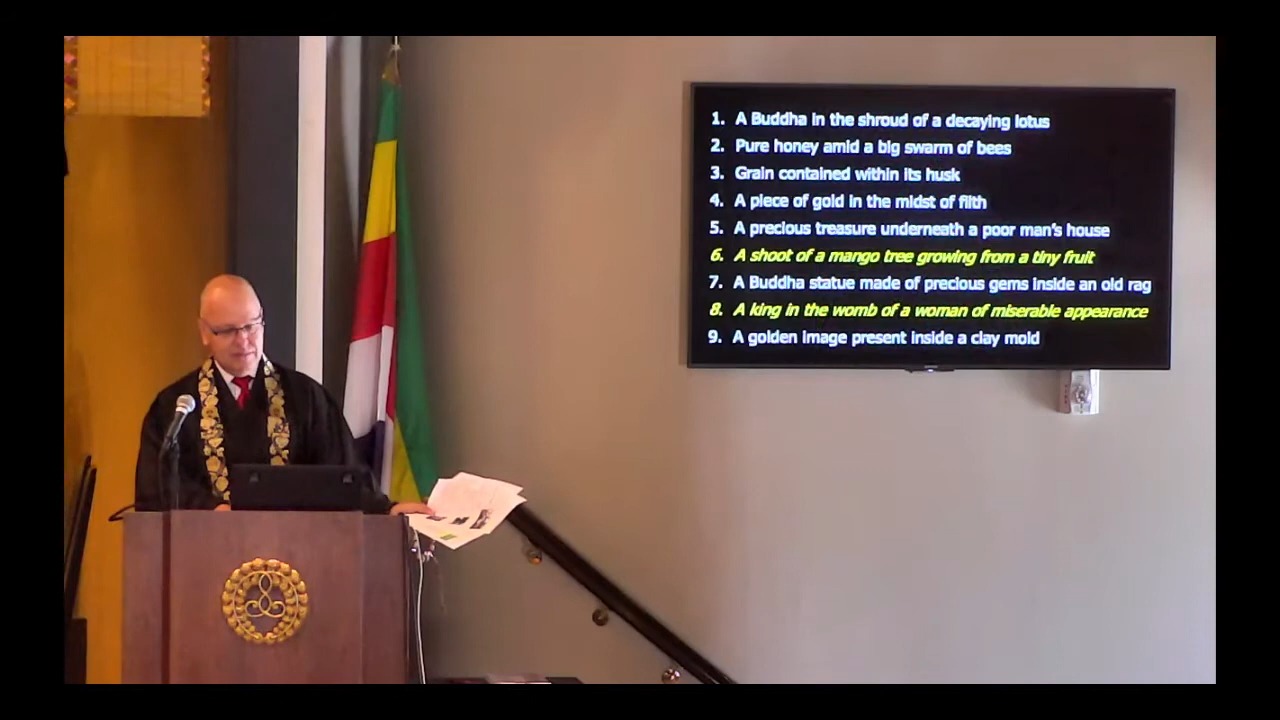 1. A Buddha in the shroud of a decaying lotus
2. Pure honey amid a big swarm of bees
3. Grain contained within its husk
4. A piece of gold in the midst of filth
5. A precious treasure underneath a poor man's house
6. A shoot of a mango tree growing from a tiny fruit
7. A Buddha statue made of precious gems inside an old rag
8. A king in the womb of a woman of miserable appearance
9. A golden image present inside a clay mold